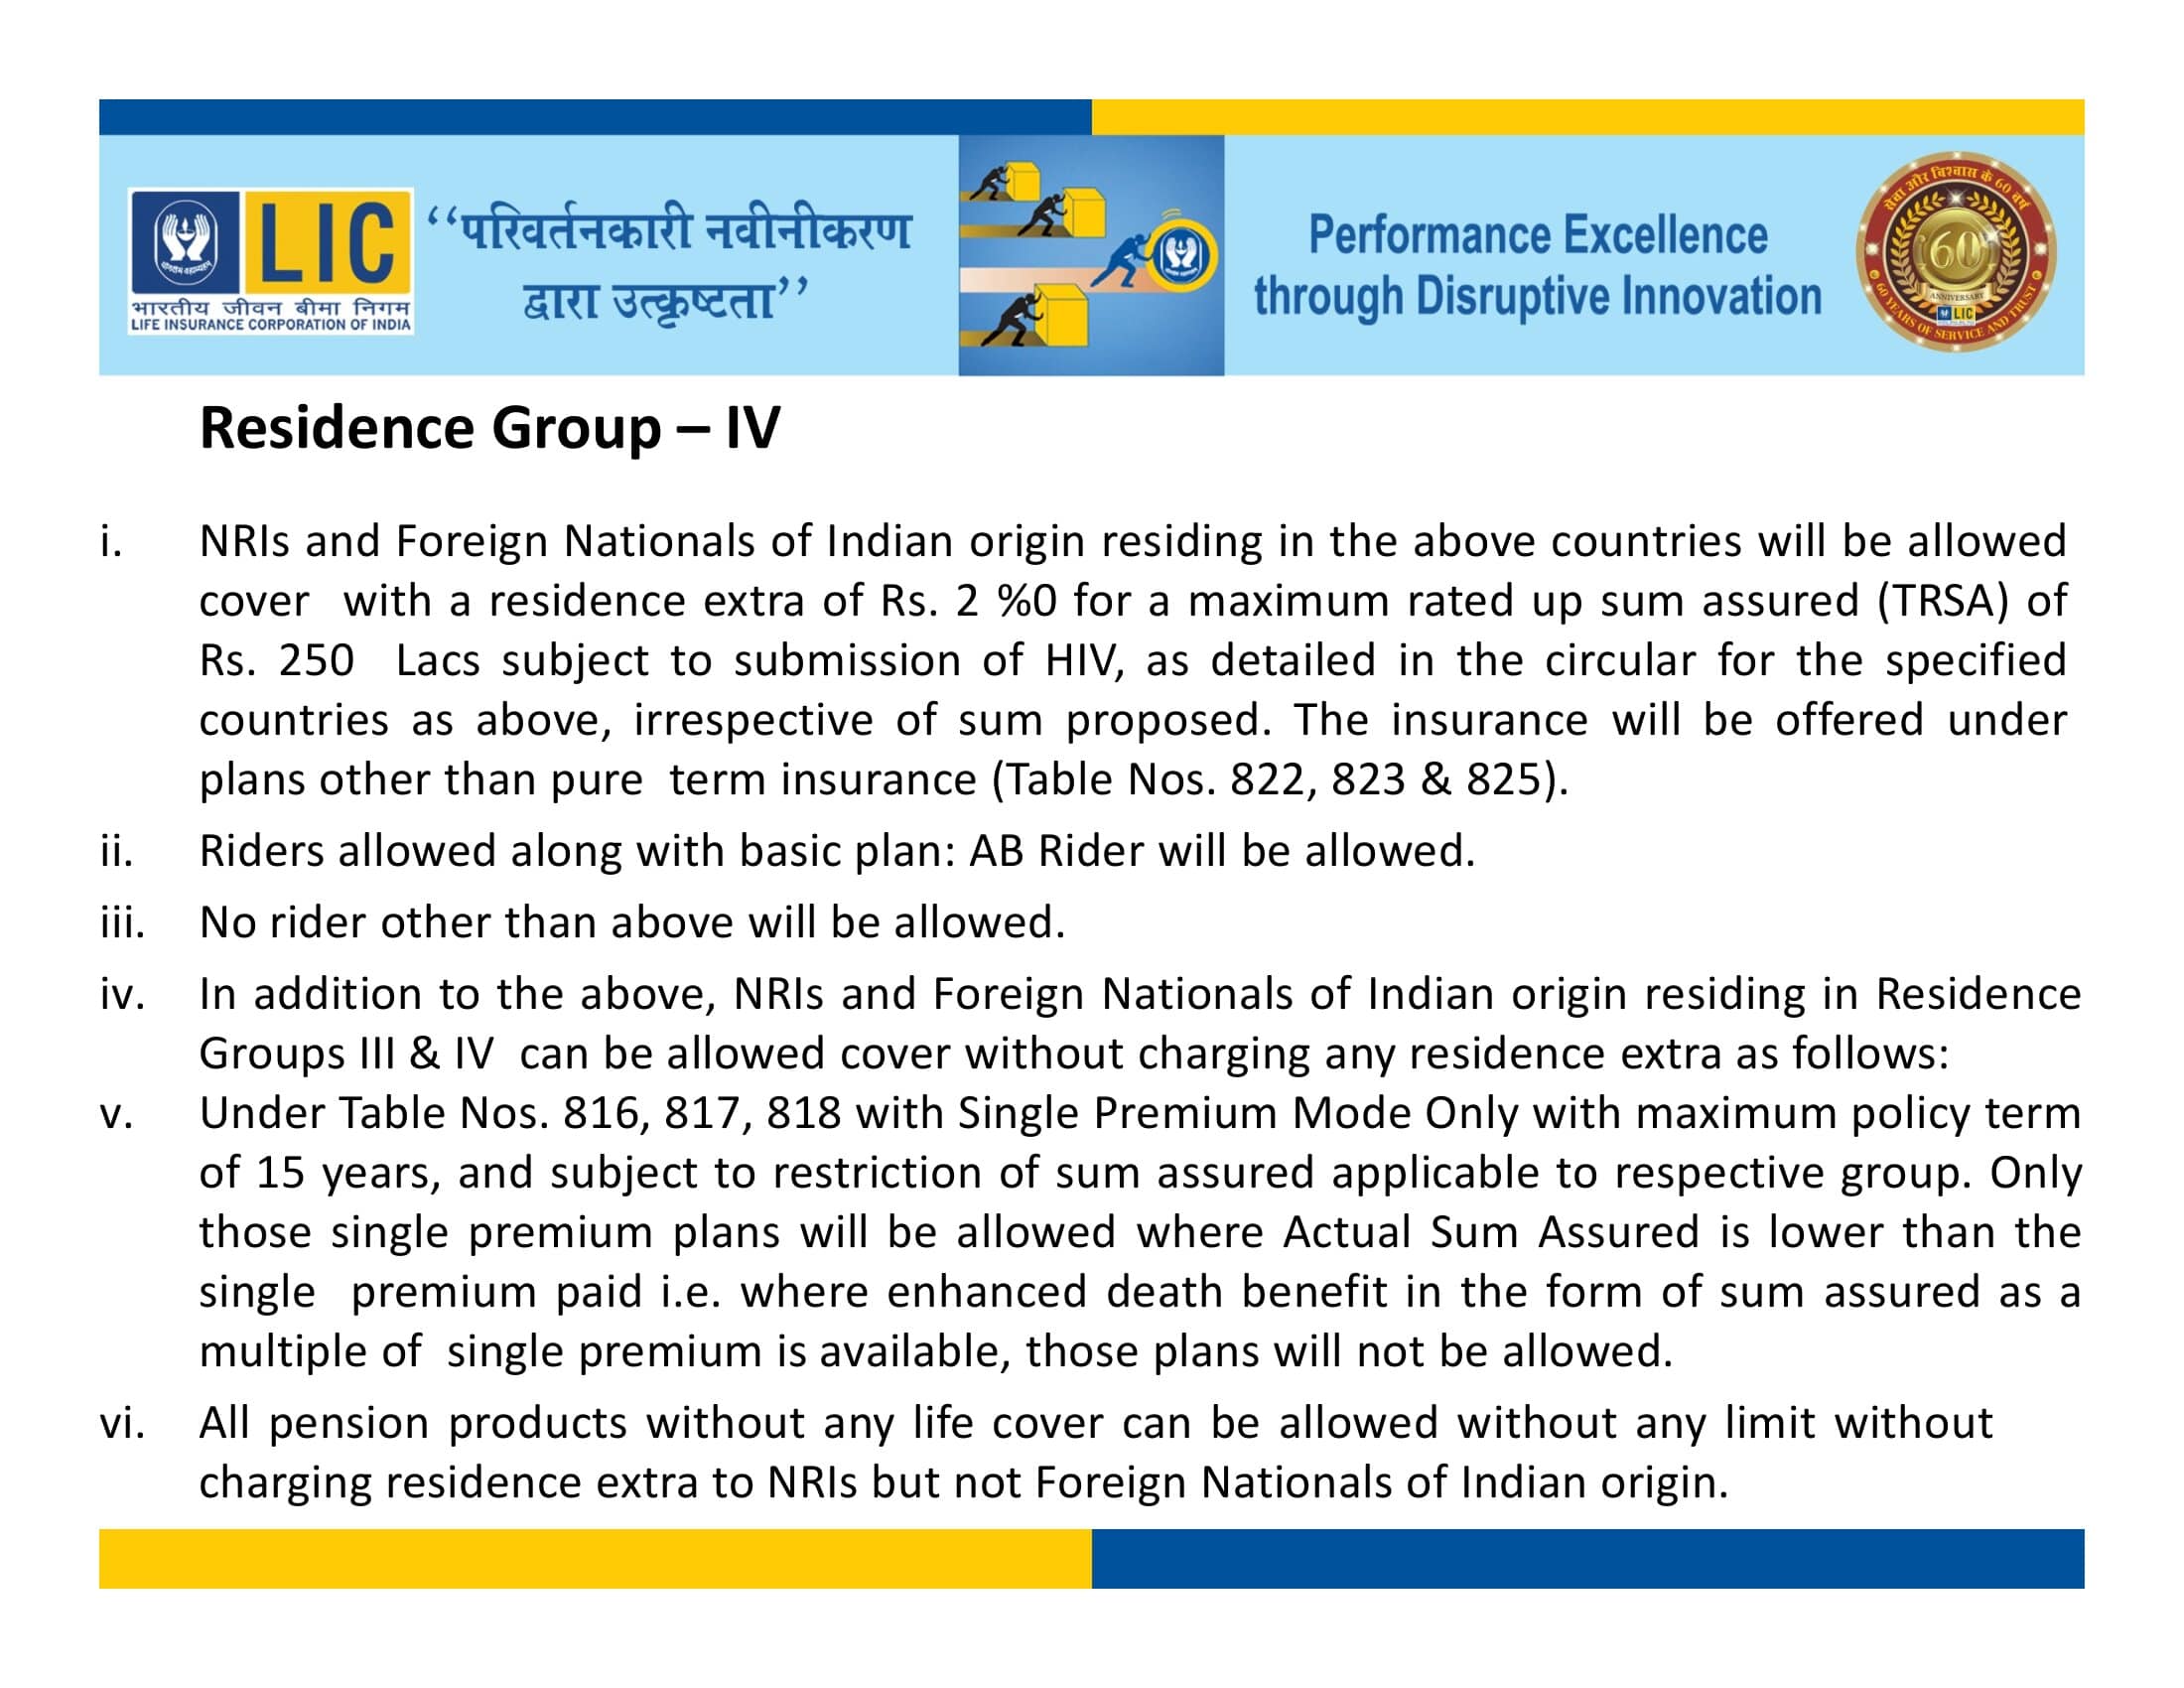 LIC
भारतीय जीवन बीमा निगम
LIFE INSURANCE CORPORATION OF INDIA
‘‘परिवर्तनकारी नवीनीकरण
द्वारा उत्कृष्टता’’
Performance Excellence
through Disruptive Innovation
सेवा और विश्वास के 60 वर्ष
60
ANNIVERSARY
LIC
60 YEARS OF SERVICE AND TRUST
Residence Group – IV
i. NRIs and Foreign Nationals of Indian origin residing in the above countries will be allowed
cover with a residence extra of Rs. 2 %0 for a maximum rated up sum assured (TRSA) of
Rs. 250 Lacs subject to submission of HIV, as detailed in the circular for the specified
countries as above, irrespective of sum proposed. The insurance will be offered under
plans other than pure term insurance (Table Nos. 822, 823 & 825).
ii. Riders allowed along with basic plan: AB Rider will be allowed.
iii. No rider other than above will be allowed.
iv. In addition to the above, NRIs and Foreign Nationals of Indian origin residing in Residence
Groups III & IV can be allowed cover without charging any residence extra as follows:
v. Under Table Nos. 816, 817, 818 with Single Premium Mode Only with maximum policy term
of 15 years, and subject to restriction of sum assured applicable to respective group. Only
those single premium plans will be allowed where Actual Sum Assured is lower than the
single premium paid i.e. where enhanced death benefit in the form of sum assured as a
multiple of single premium is available, those plans will not be allowed.
vi. All pension products without any life cover can be allowed without any limit without
charging residence extra to NRIs but not Foreign Nationals of Indian origin.